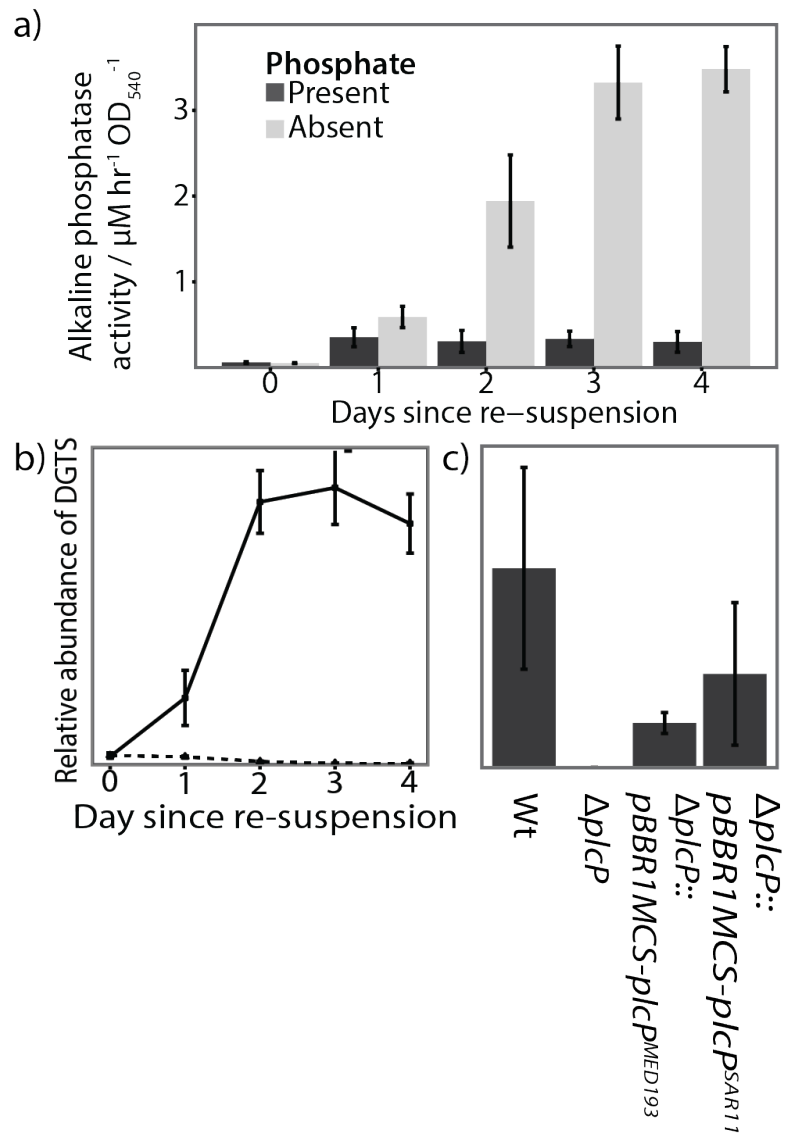 a)
Alkaline phosphatase
activity / µM hr⁻¹ OD₅₄₀⁻¹
Phosphate
Present
Absent
3
2
1
0 1 2 3 4
Days since re–suspension
b)
Relative abundance of DGTS
0 1 2 3 4
Day since re-suspension
c)
Wt
ΔplcP
ΔplcP::
pBBR1MCS-plcPᴹᴱᴰ¹⁹³
ΔplcP::
pBBR1MCS-plcPˢᴬᴿ¹¹